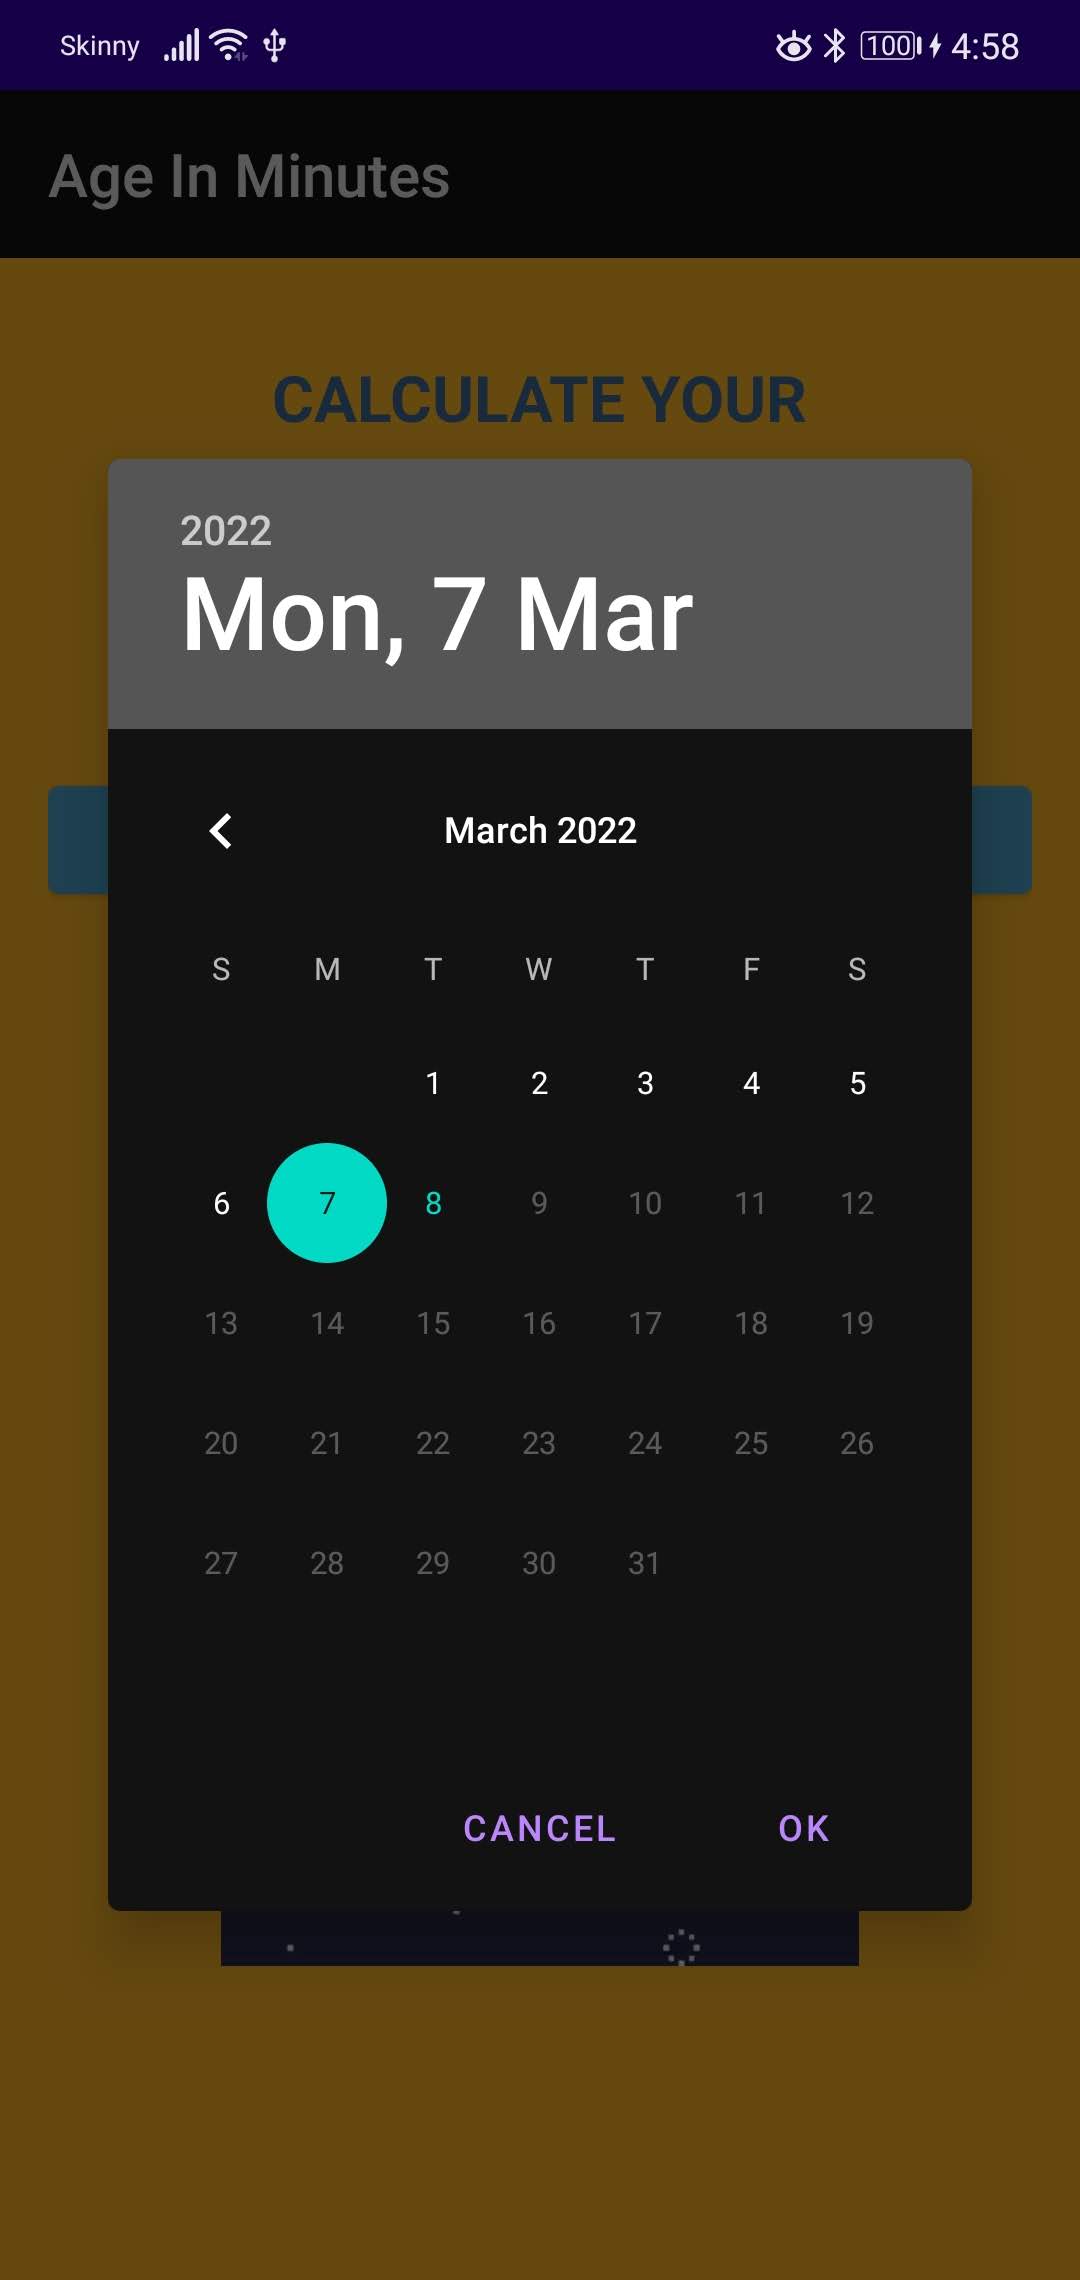 Skinny 100 4:58
Age In Minutes
CALCULATE YOUR
2022
Mon, 7 Mar
March 2022
S M T W T F S
1 2 3 4 5
6 7 8 9 10 11 12
13 14 15 16 17 18 19
20 21 22 23 24 25 26
27 28 29 30 31
CANCEL OK